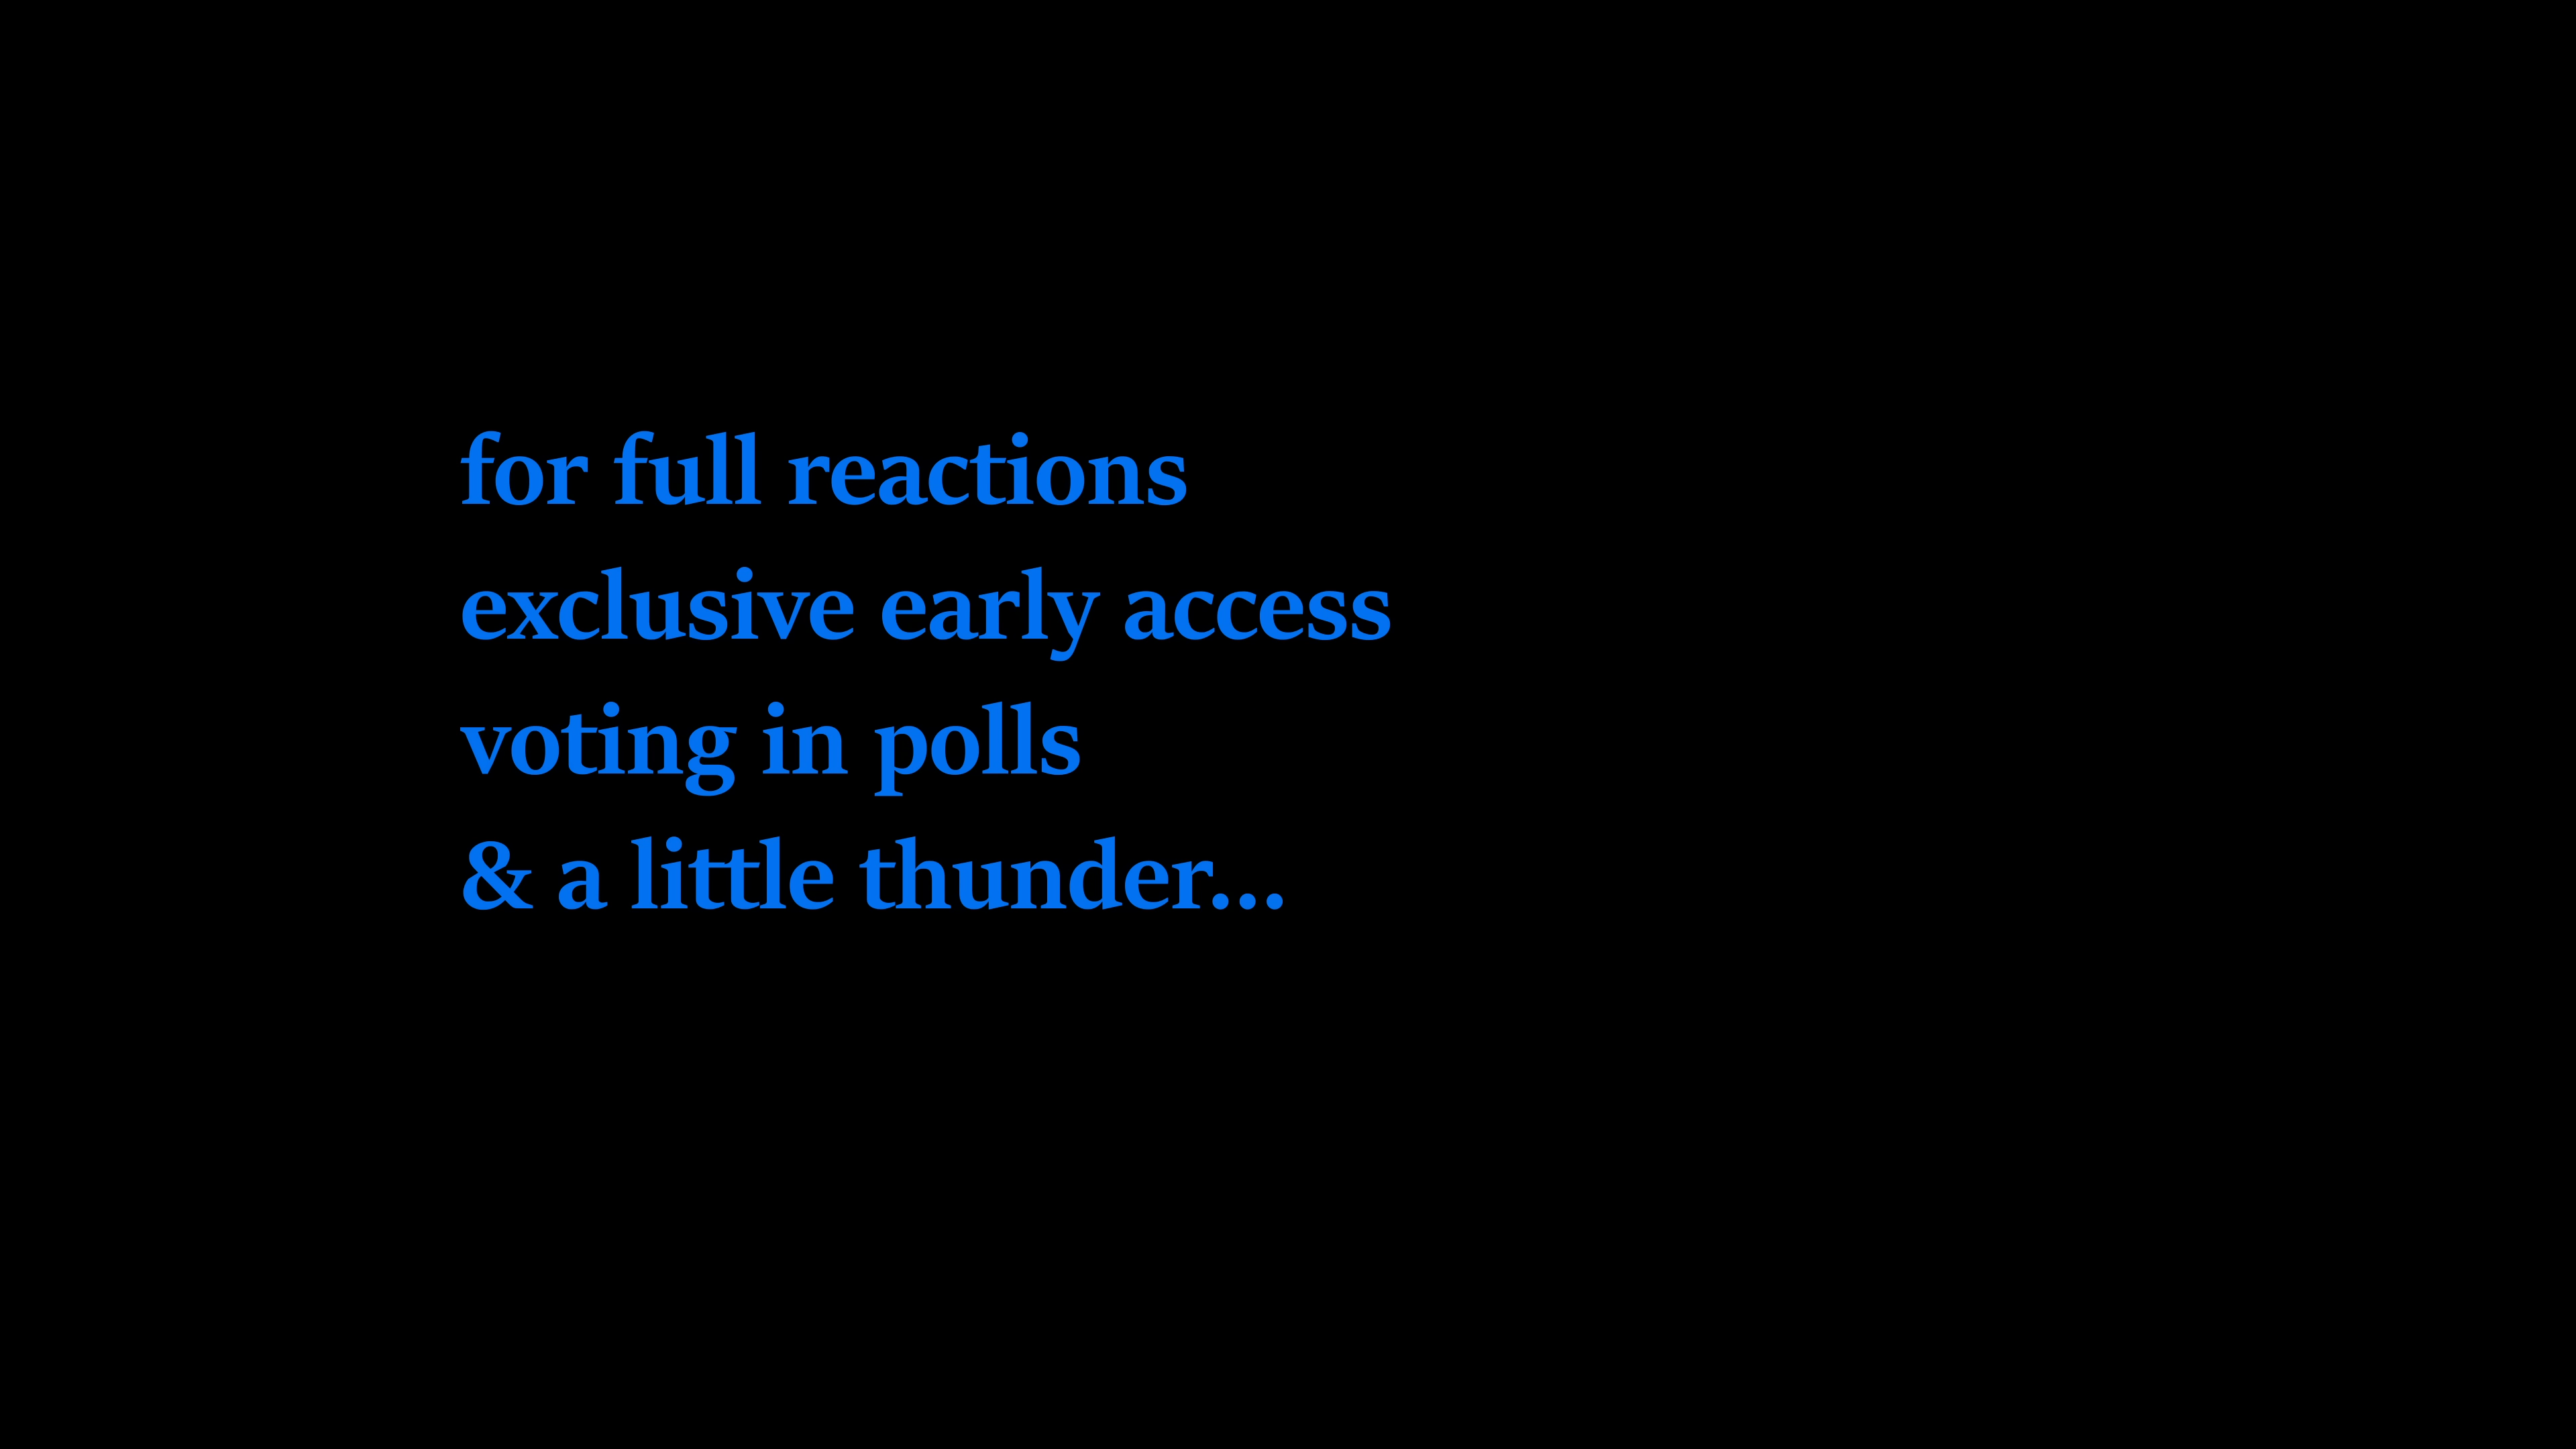 for full reactions
exclusive early access
voting in polls
& a little thunder...